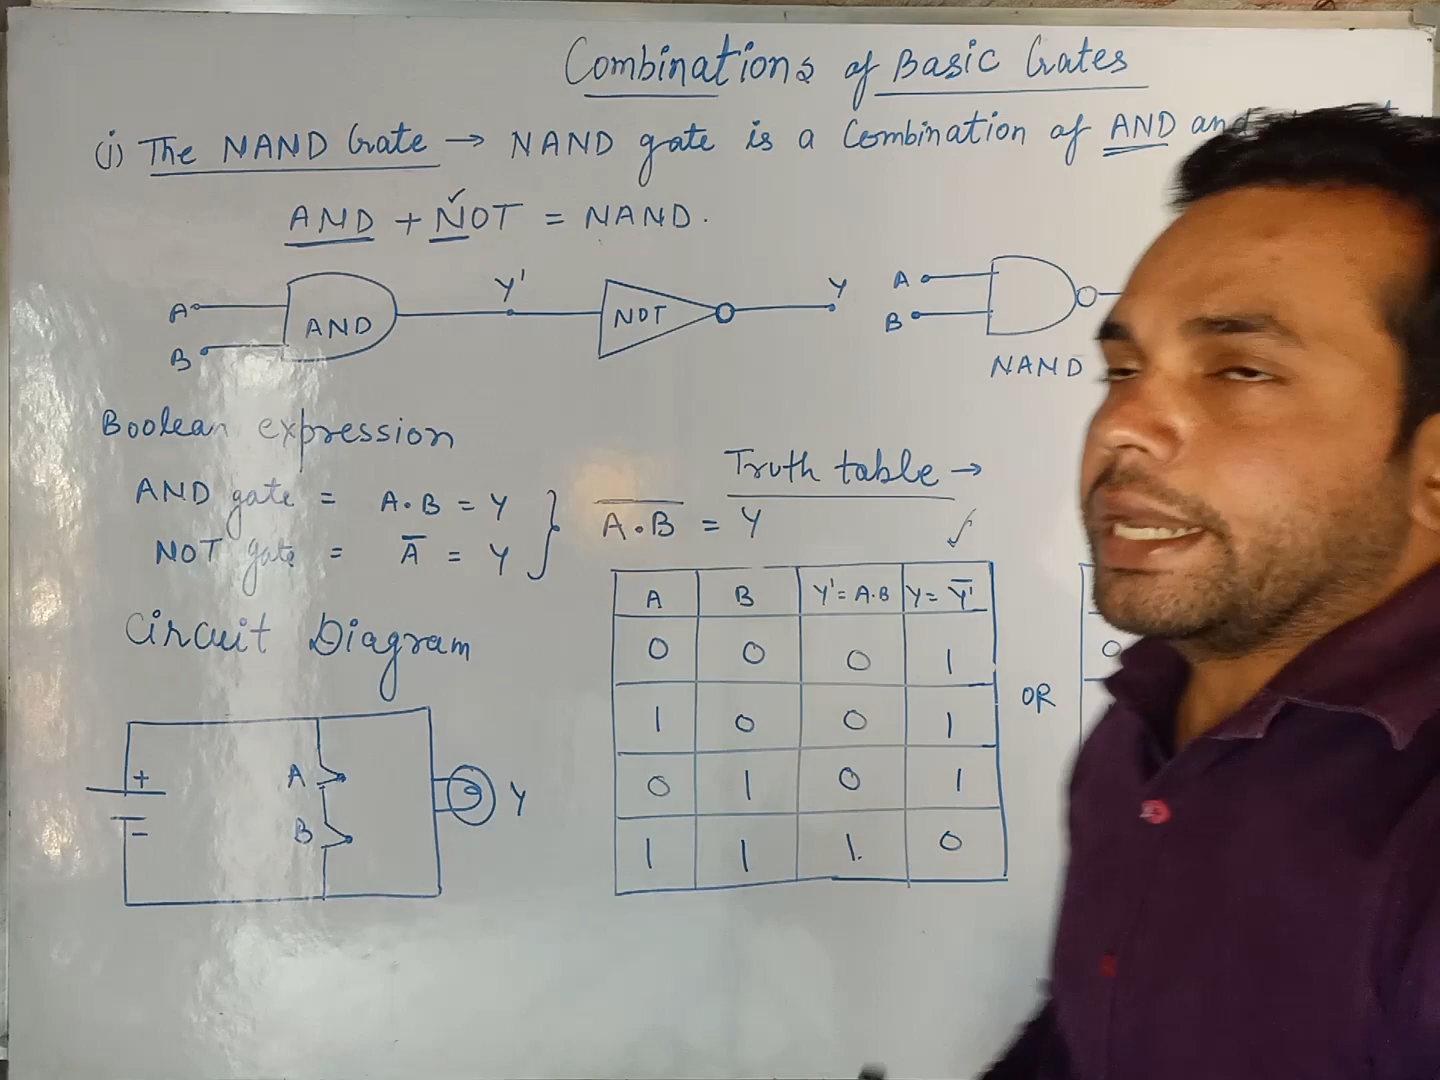 Combinations of Basic Gates
(i) The NAND Gate → NAND gate is a Combination of AND and
AND + NOT = NAND.
A
B
AND
Y'
NOT
Y
A
B
NAND
Boolean expression
AND gate = A.B = Y
NOT gate = A̅ = Y
A̅.̅B̅ = Y
Truth table →
A B Y'= A.B Y= Y̅'̅
0 0 0 1
1 0 0 1
0 1 0 1
1 1 1. 0
OR
0
Circuit Diagram
+
-
A
B
Y